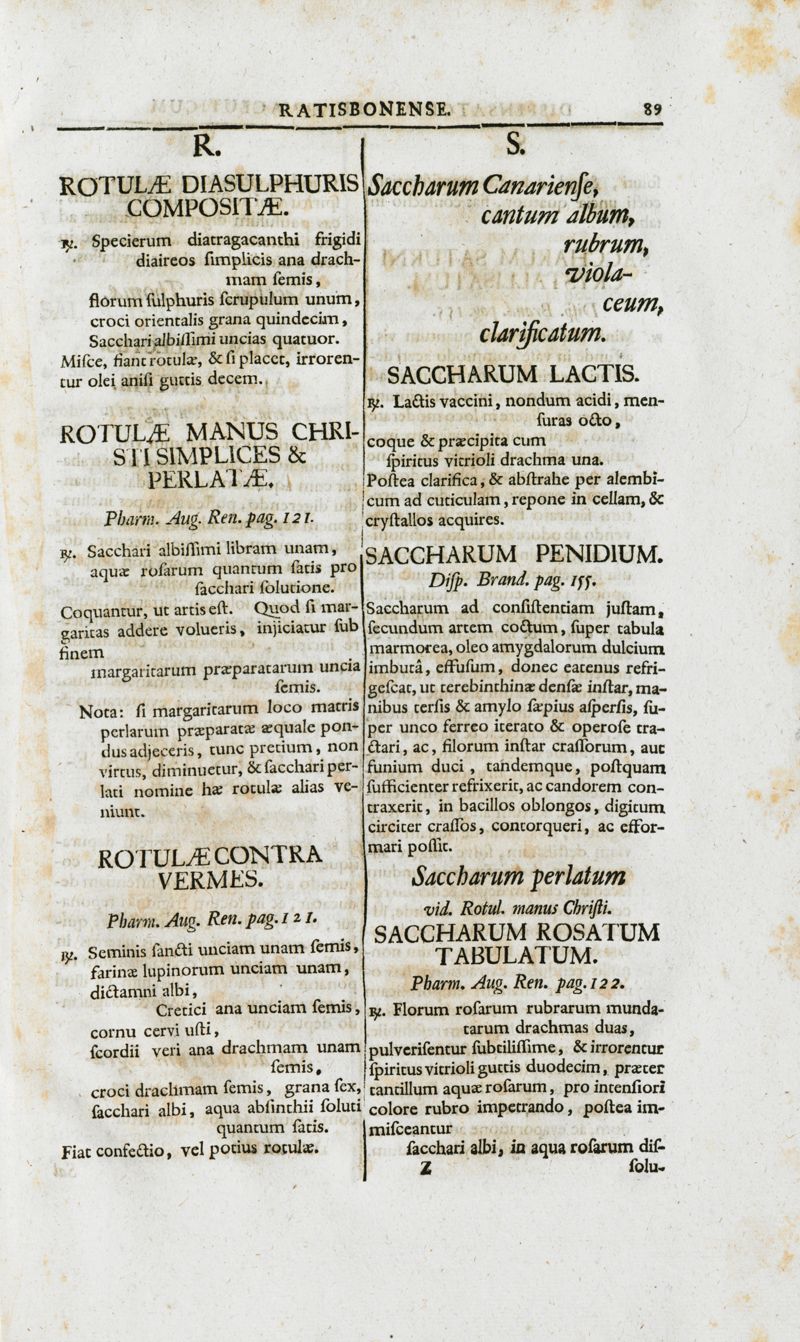 RATISBONENSE. 89
R.
ROTULÆ DIASULPHURIS
COMPOSITÆ.
℞. Specierum diatragacanthi frigidi
diaireos ſimplicis ana drach-
mam ſemis,
florum ſulphuris ſcrupulum unum,
croci orientalis grana quindecim,
Sacchari albiſſimi uncias quatuor.
Miſce, fiant rotulæ, & ſi placet, irroren-
tur olei aniſi guttis decem.
ROTULÆ MANUS CHRI-
STI SIMPLICES &
PERLATÆ.
Pharm. Aug. Ren. pag. 121.
℞. Sacchari albiſſimi libram unam,
aquæ roſarum quantum ſatis pro
ſacchari ſolutione.
Coquantur, ut artis eſt. Quod ſi mar-
garitas addere volueris, injiciatur ſub
finem
margaritarum præparatarum uncia
ſemis.
Nota: ſi margaritarum loco matris
perlarum præparatæ æquale pon-
dus adjeceris, tunc pretium, non
virtus, diminuetur, & ſacchari per-
lati nomine hæ rotulæ alias ve-
niunt.
ROTULÆ CONTRA
VERMES.
Pharm. Aug. Ren. pag. 121.
℞. Seminis ſancti unciam unam ſemis,
farinæ lupinorum unciam unam,
dictamni albi,
Cretici ana unciam ſemis,
cornu cervi uſti,
ſcordii veri ana drachmam unam
ſemis,
croci drachmam ſemis, grana ſex,
ſacchari albi, aqua abſinthii ſoluti
quantum ſatis.
Fiat confectio, vel potius rotulæ.
S.
Saccharum Canarienſe,
cantum album,
rubrum,
viola-
ceum,
clarificatum.
SACCHARUM LACTIS.
℞. Lactis vaccini, nondum acidi, men-
ſuras octo,
coque & præcipita cum
ſpiritus vitrioli drachma una.
Poſtea clarifica, & abſtrahe per alembi-
cum ad cuticulam, repone in cellam, &
cryſtallos acquires.
SACCHARUM PENIDIUM.
Diſp. Brand. pag. 155.
Saccharum ad conſiſtentiam juſtam,
ſecundum artem coctum, ſuper tabula
marmorea, oleo amygdalorum dulcium
imbutâ, effuſum, donec eatenus refri-
geſcat, ut terebinthinæ denſæ inſtar, ma-
nibus terſis & amylo ſæpius aſperſis, ſu-
per unco ferreo iterato & operoſe tra-
ctari, ac, filorum inſtar craſſorum, aut
funium duci, tandemque, poſtquam
ſufficienter refrixerit, ac candorem con-
traxerit, in bacillos oblongos, digitum
circiter craſſos, contorqueri, ac effor-
mari poſſit.
Saccharum perlatum
vid. Rotul. manus Chriſti.
SACCHARUM ROSATUM
TABULATUM.
Pharm. Aug. Ren. pag. 122.
℞. Florum roſarum rubrarum munda-
tarum drachmas duas,
pulveriſentur ſubtiliſſime, & irrorentur
ſpiritus vitrioli guttis duodecim, præter
tantillum aquæ roſarum, pro intenſiori
colore rubro impetrando, poſtea im-
miſceantur
ſacchari albi, in aqua roſarum diſ-
Z ſolu-